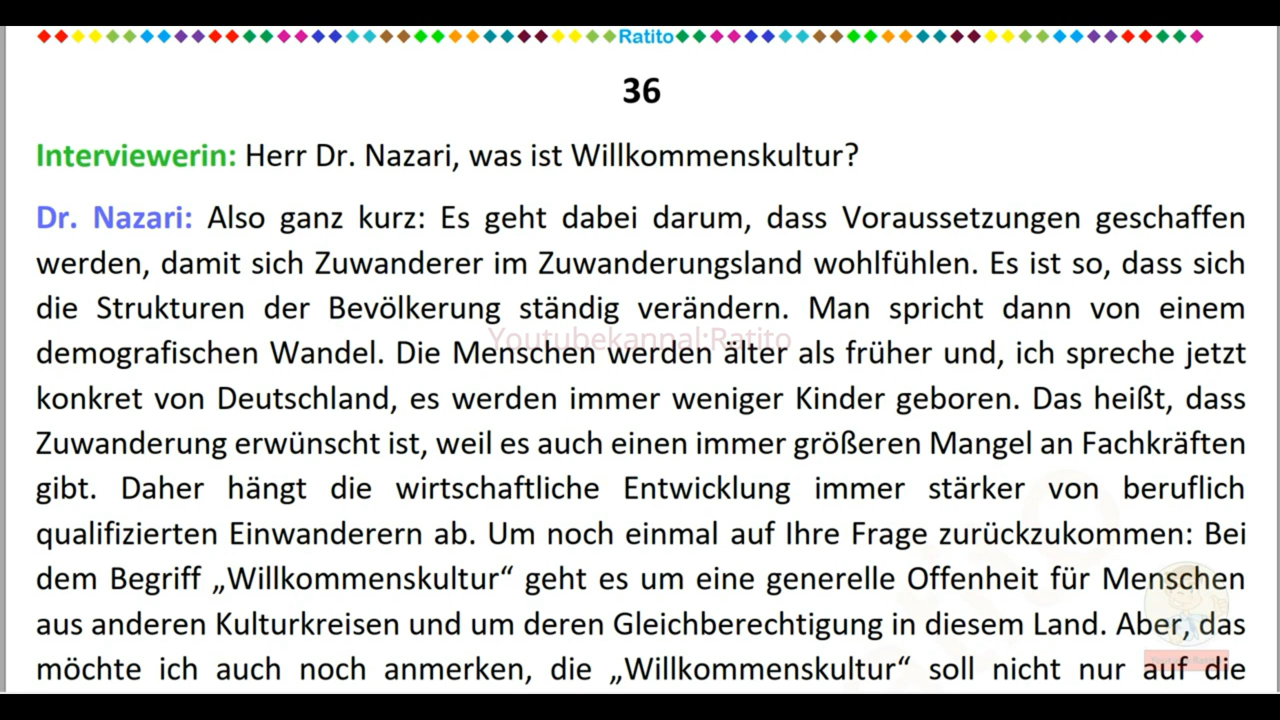 Ratito
36
Interviewerin: Herr Dr. Nazari, was ist Willkommenskultur?
Dr. Nazari: Also ganz kurz: Es geht dabei darum, dass Voraussetzungen geschaffen
werden, damit sich Zuwanderer im Zuwanderungsland wohlfühlen. Es ist so, dass sich
die Strukturen der Bevölkerung ständig verändern. Man spricht dann von einem
Youtubekannal:Ratito
demografischen Wandel. Die Menschen werden älter als früher und, ich spreche jetzt
konkret von Deutschland, es werden immer weniger Kinder geboren. Das heißt, dass
Zuwanderung erwünscht ist, weil es auch einen immer größeren Mangel an Fachkräften
gibt. Daher hängt die wirtschaftliche Entwicklung immer stärker von beruflich
qualifizierten Einwanderern ab. Um noch einmal auf Ihre Frage zurückzukommen: Bei
dem Begriff „Willkommenskultur“ geht es um eine generelle Offenheit für Menschen
aus anderen Kulturkreisen und um deren Gleichberechtigung in diesem Land. Aber, das
möchte ich auch noch anmerken, die „Willkommenskultur“ soll nicht nur auf die